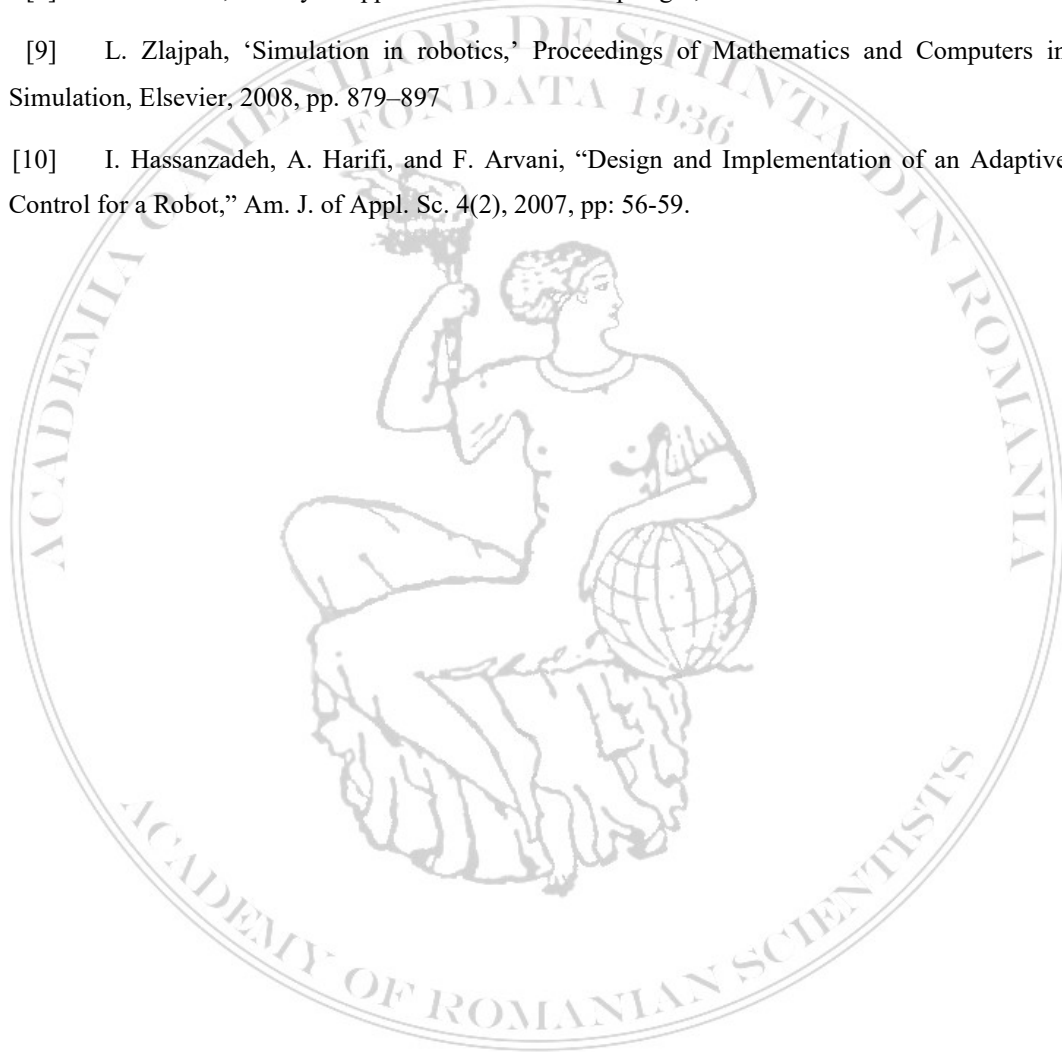 [9] L. Zlajpah, ‘Simulation in robotics,’ Proceedings of Mathematics and Computers in
Simulation, Elsevier, 2008, pp. 879–897
[10] I. Hassanzadeh, A. Harifi, and F. Arvani, “Design and Implementation of an Adaptive
Control for a Robot,” Am. J. of Appl. Sc. 4(2), 2007, pp: 56-59.
ACADEMIA OAMENILOR DE STIINTA DIN ROMANIA
FONDATA 1936
ACADEMY OF ROMANIAN SCIENTISTS